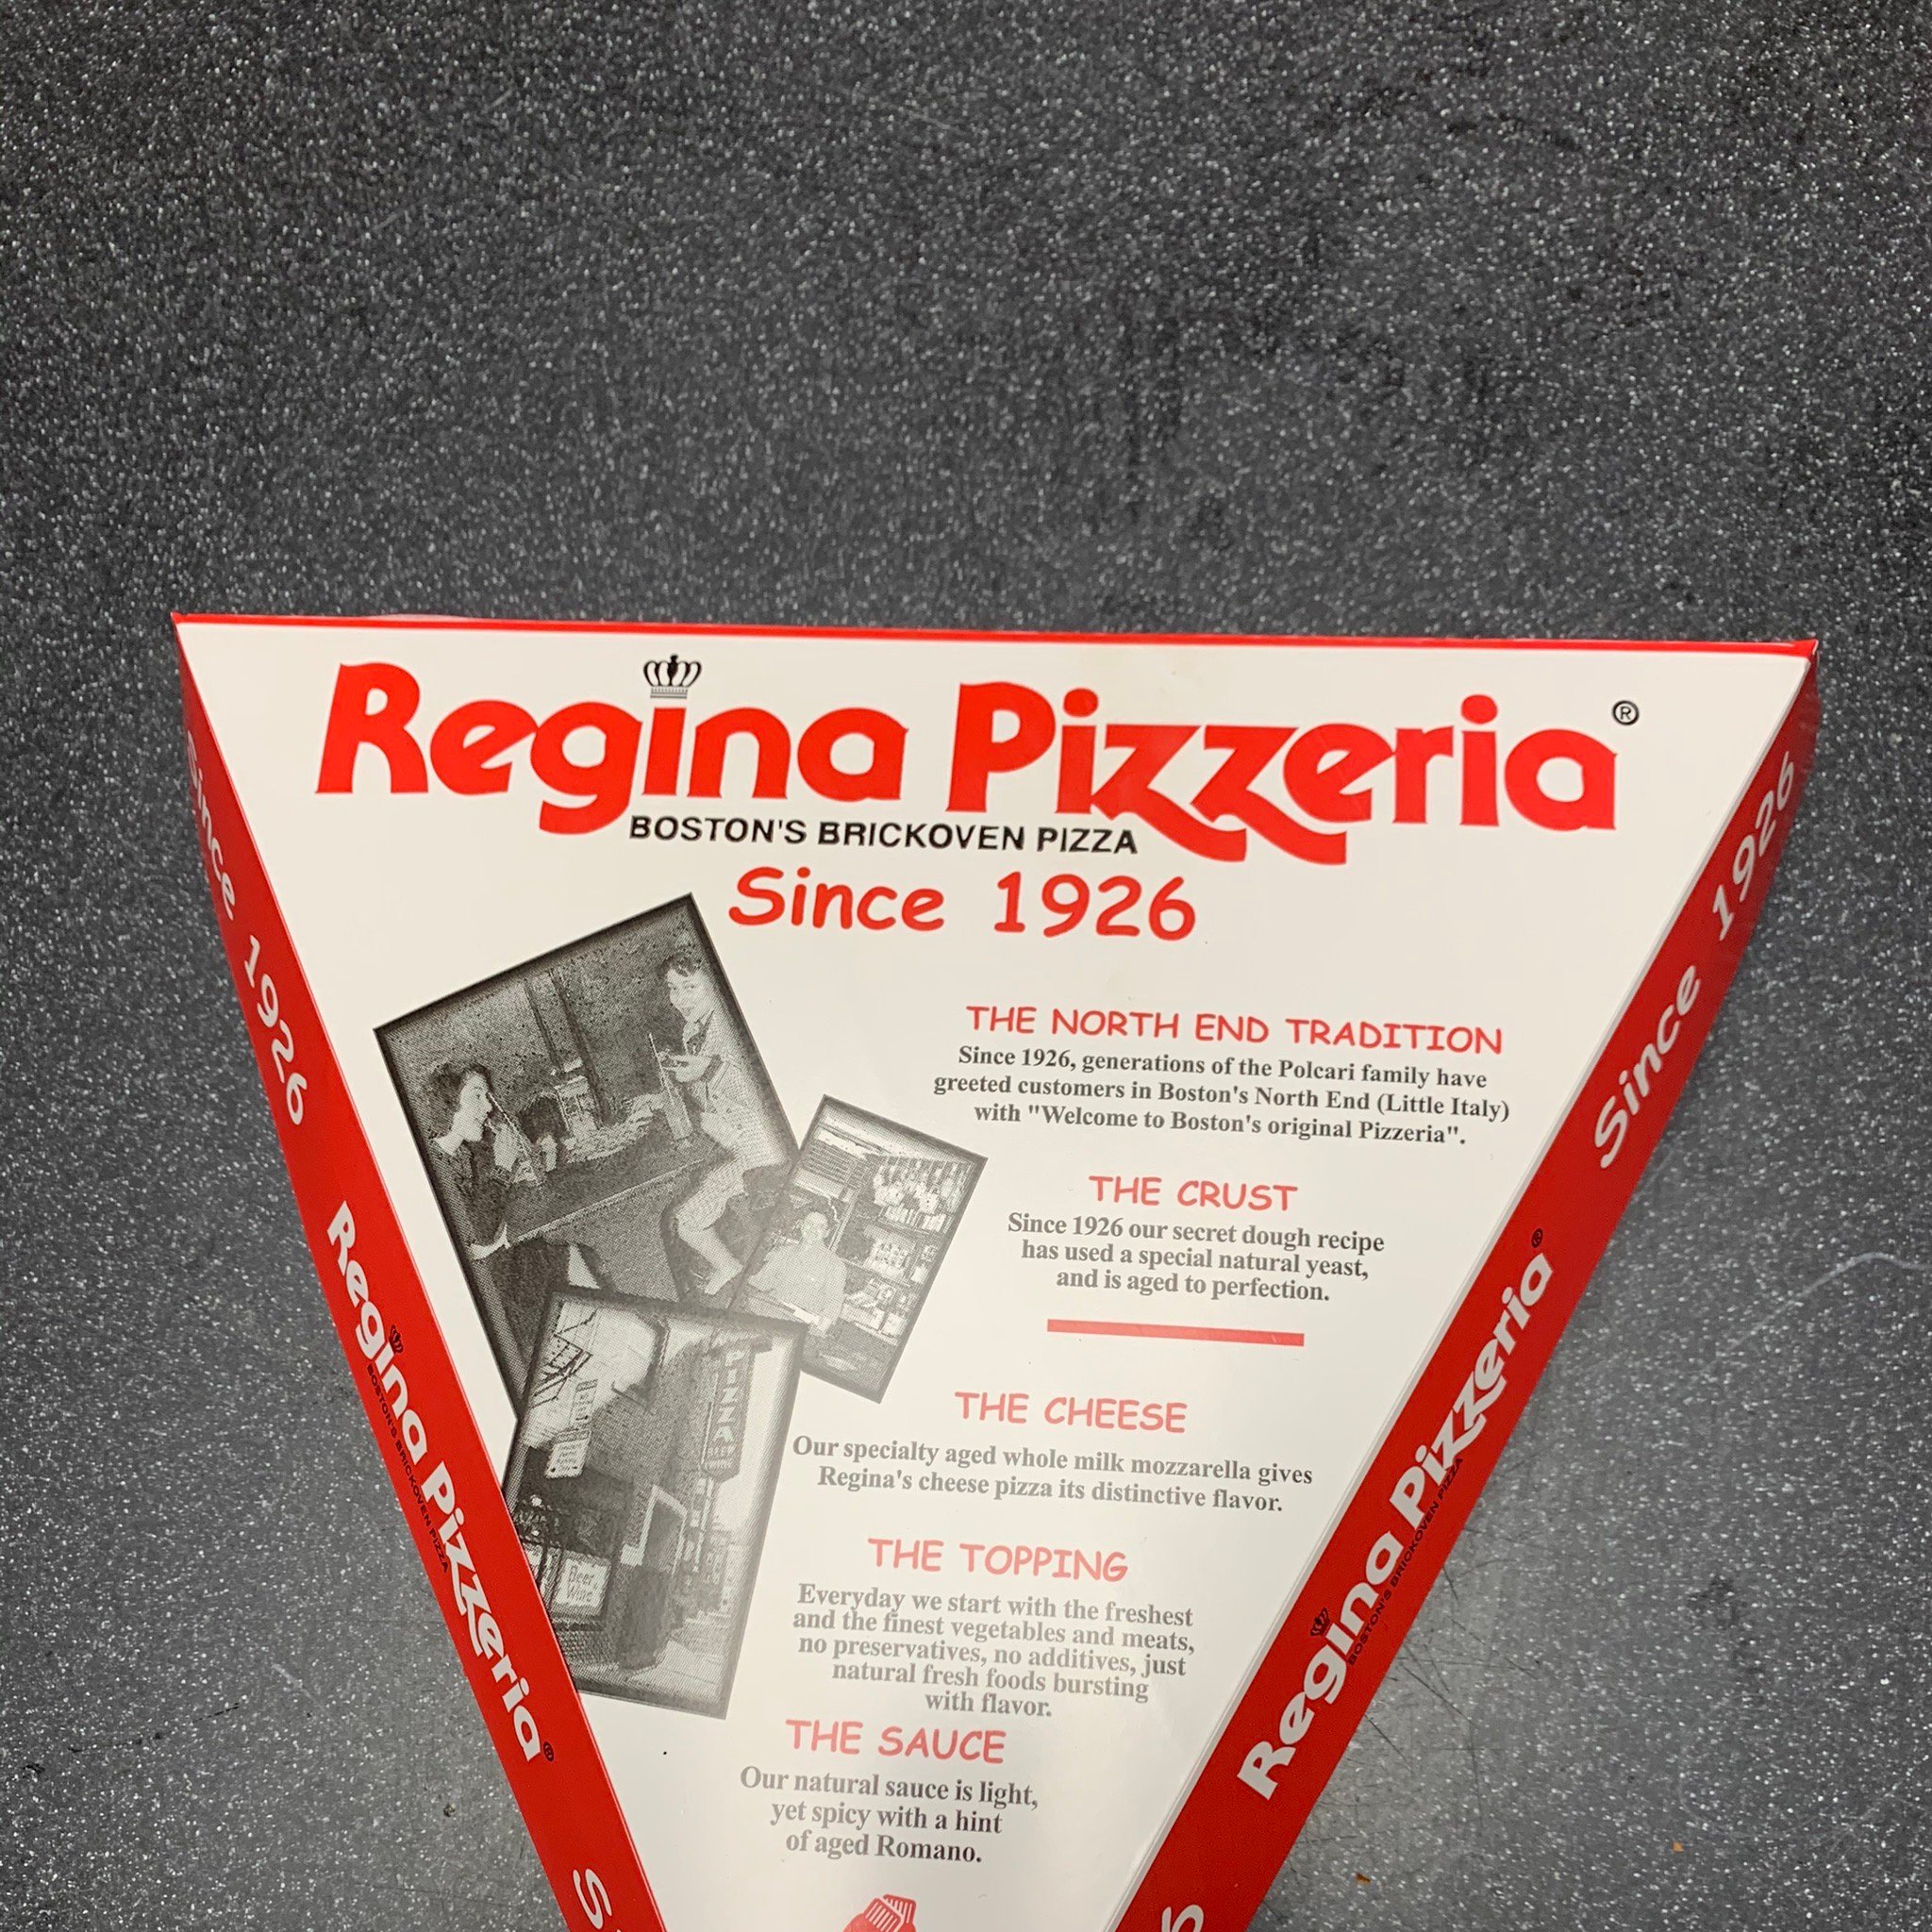 Regina Pizzeria®
BOSTON'S BRICKOVEN PIZZA
Since 1926
THE NORTH END TRADITION
Since 1926, generations of the Polcari family have
greeted customers in Boston's North End (Little Italy)
with "Welcome to Boston's original Pizzeria".
THE CRUST
Since 1926 our secret dough recipe
has used a special natural yeast,
and is aged to perfection.
THE CHEESE
Our specialty aged whole milk mozzarella gives
Regina's cheese pizza its distinctive flavor.
THE TOPPING
Everyday we start with the freshest
and the finest vegetables and meats,
no preservatives, no additives, just
natural fresh foods bursting
with flavor.
THE SAUCE
Our natural sauce is light,
yet spicy with a hint
of aged Romano.
PIZZA
BEER
Beer
Wine
Since 1926
Regina Pizzeria®
BOSTON'S BRICKOVEN PIZZA
Since 1926
Regina Pizzeria®
BOSTON'S BRICKOVEN PIZZA